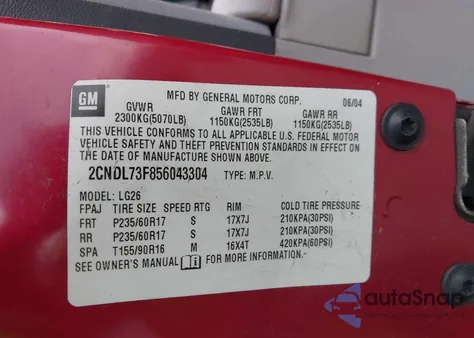 GM
MFD BY GENERAL MOTORS CORP. 06/04
GVWR GAWR FRT GAWR RR
2300KG(5070LB) 1150KG(2535LB) 1150KG(2535LB)
THIS VEHICLE CONFORMS TO ALL APPLICABLE U.S. FEDERAL MOTOR
VEHICLE SAFETY AND THEFT PREVENTION STANDARDS IN EFFECT ON
THE DATE OF MANUFACTURE SHOWN ABOVE.
2CNDL73F856043304 TYPE: M.P.V.
MODEL: LG26
FPAJ TIRE SIZE SPEED RTG RIM COLD TIRE PRESSURE
FRT P235/60R17 S 17X7J 210KPA(30PSI)
RR P235/60R17 S 17X7J 210KPA(30PSI)
SPA T155/90R16 M 16X4T 420KPA(60PSI)
SEE OWNER'S MANUAL FOR MORE INFORMATION.
autoSnap